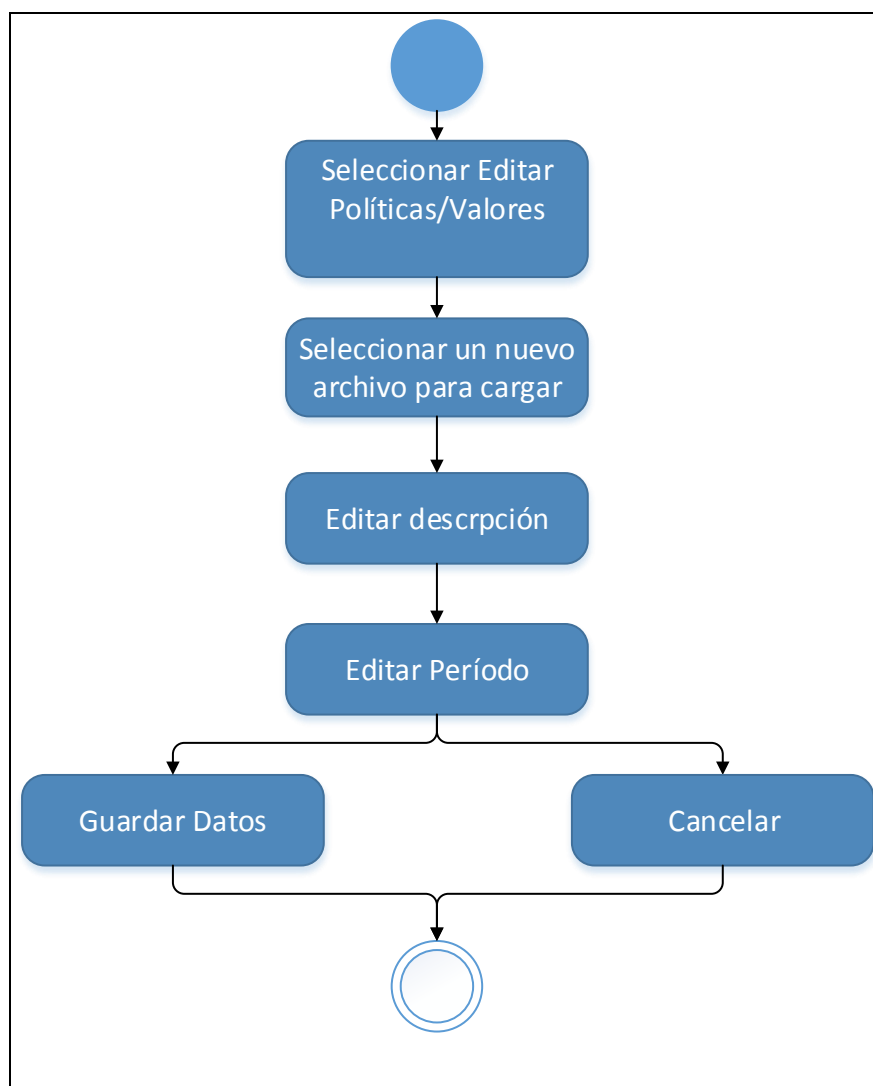 Seleccionar Editar
Políticas/Valores
Seleccionar un nuevo
archivo para cargar
Editar descrpción
Editar Período
Guardar Datos
Cancelar